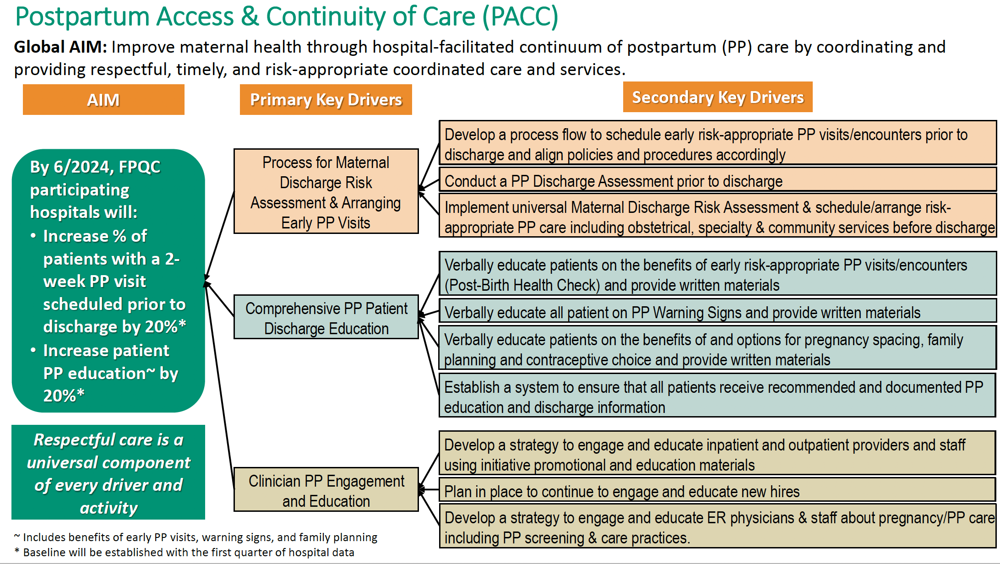 Postpartum Access & Continuity of Care (PACC)
Global AIM: Improve maternal health through hospital-facilitated continuum of postpartum (PP) care by coordinating and
providing respectful, timely, and risk-appropriate coordinated care and services.
AIM
Primary Key Drivers
Secondary Key Drivers
By 6/2024, FPQC
participating
hospitals will:
• Increase % of
patients with a 2-
week PP visit
scheduled prior to
discharge by 20%*
• Increase patient
PP education~ by
20%*
Respectful care is a
universal component
of every driver and
activity
Process for Maternal
Discharge Risk
Assessment & Arranging
Early PP Visits
Develop a process flow to schedule early risk-appropriate PP visits/encounters prior to
discharge and align policies and procedures accordingly
Conduct a PP Discharge Assessment prior to discharge
Implement universal Maternal Discharge Risk Assessment & schedule/arrange risk-
appropriate PP care including obstetrical, specialty & community services before discharge
Comprehensive PP Patient
Discharge Education
Verbally educate patients on the benefits of early risk-appropriate PP visits/encounters
(Post-Birth Health Check) and provide written materials
Verbally educate all patient on PP Warning Signs and provide written materials
Verbally educate patients on the benefits of and options for pregnancy spacing, family
planning and contraceptive choice and provide written materials
Establish a system to ensure that all patients receive recommended and documented PP
education and discharge information
Clinician PP Engagement
and Education
Develop a strategy to engage and educate inpatient and outpatient providers and staff
using initiative promotional and education materials
Plan in place to continue to engage and educate new hires
Develop a strategy to engage and educate ER physicians & staff about pregnancy/PP care
including PP screening & care practices.
~ Includes benefits of early PP visits, warning signs, and family planning
* Baseline will be established with the first quarter of hospital data